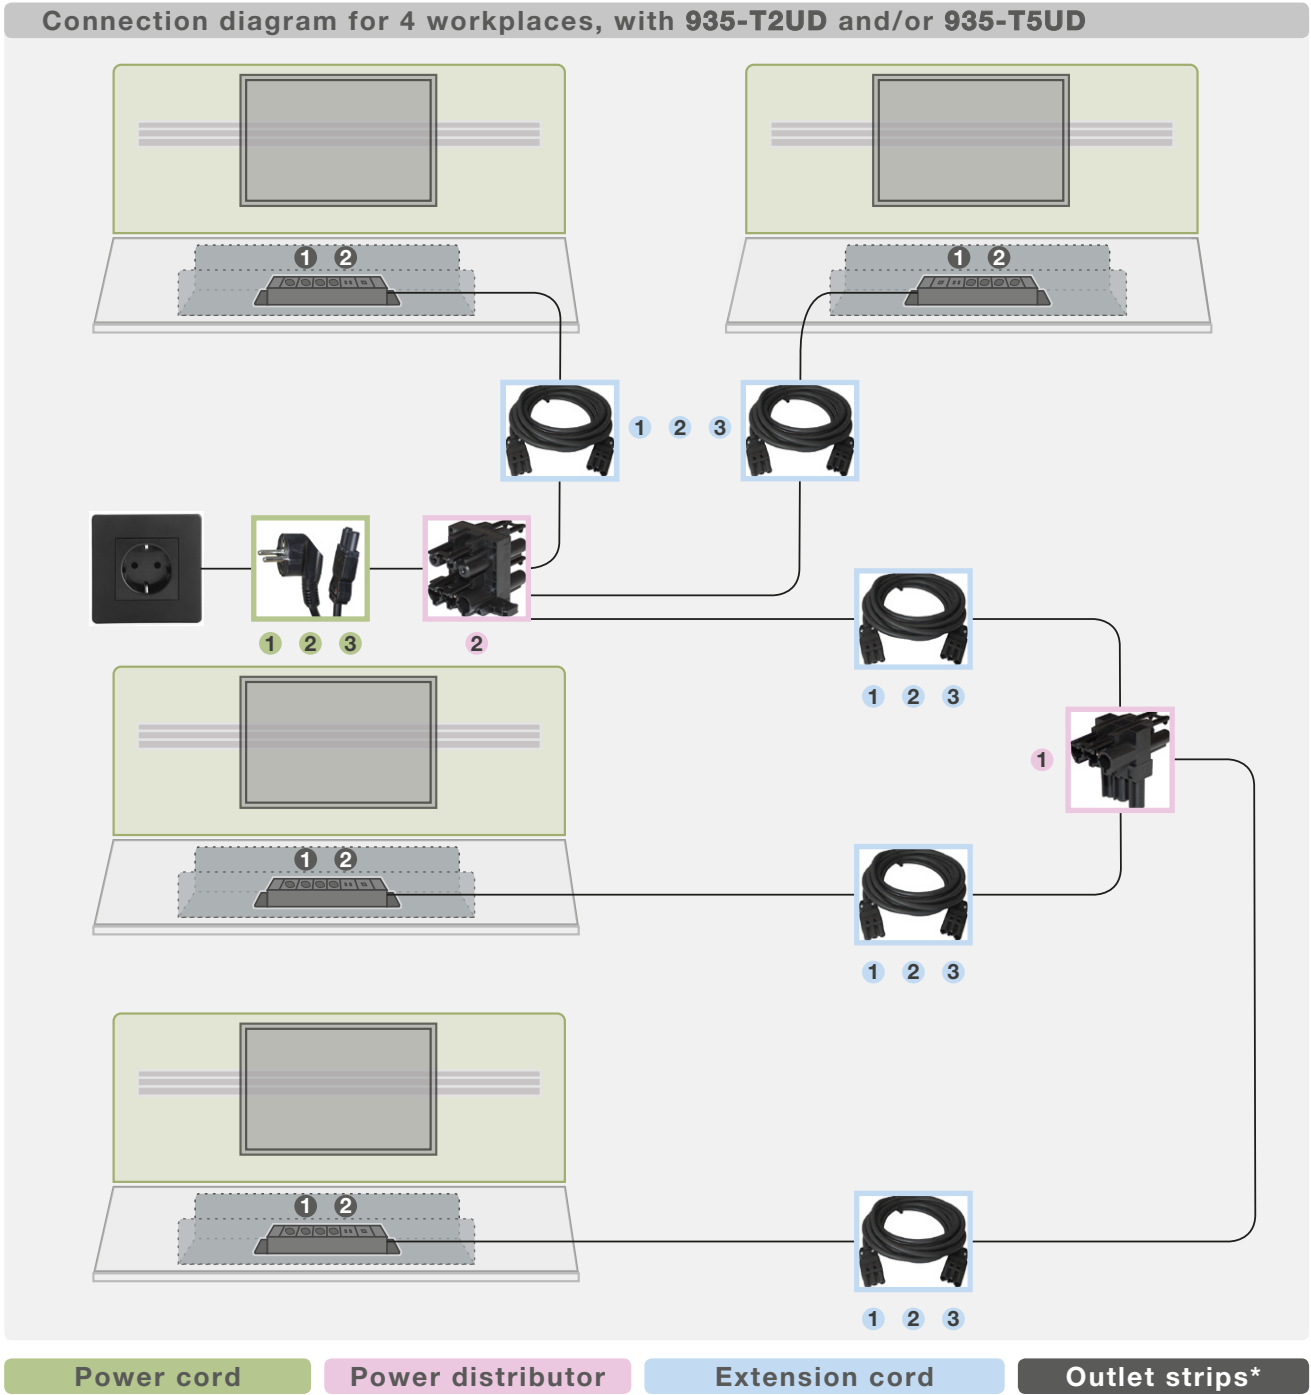 Connection diagram for 4 workplaces, with 935-T2UD and/or 935-T5UD
1 2
1 2
1 2 3
1 2 3
2
1 2 3
1
1 2
1 2 3
1 2
1 2 3
Power cord
Power distributor
Extension cord
Outlet strips*